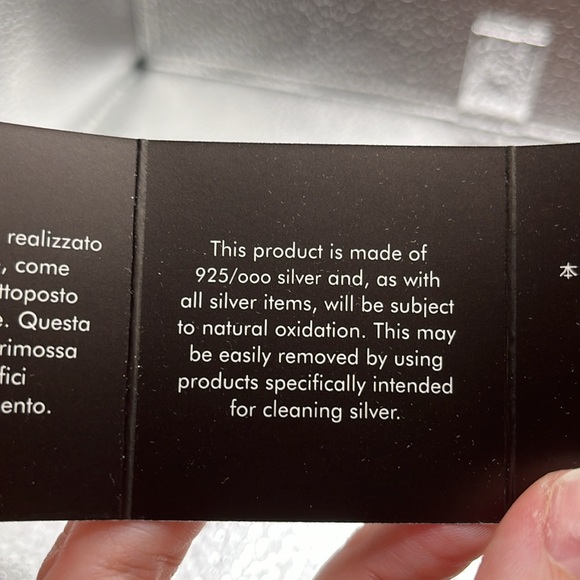 realizzato
, come
ttoposto
e. Questa
rimossa
fici
ento.
This product is made of
925/000 silver and, as with
all silver items, will be subject
to natural oxidation. This may
be easily removed by using
products specifically intended
for cleaning silver.
本